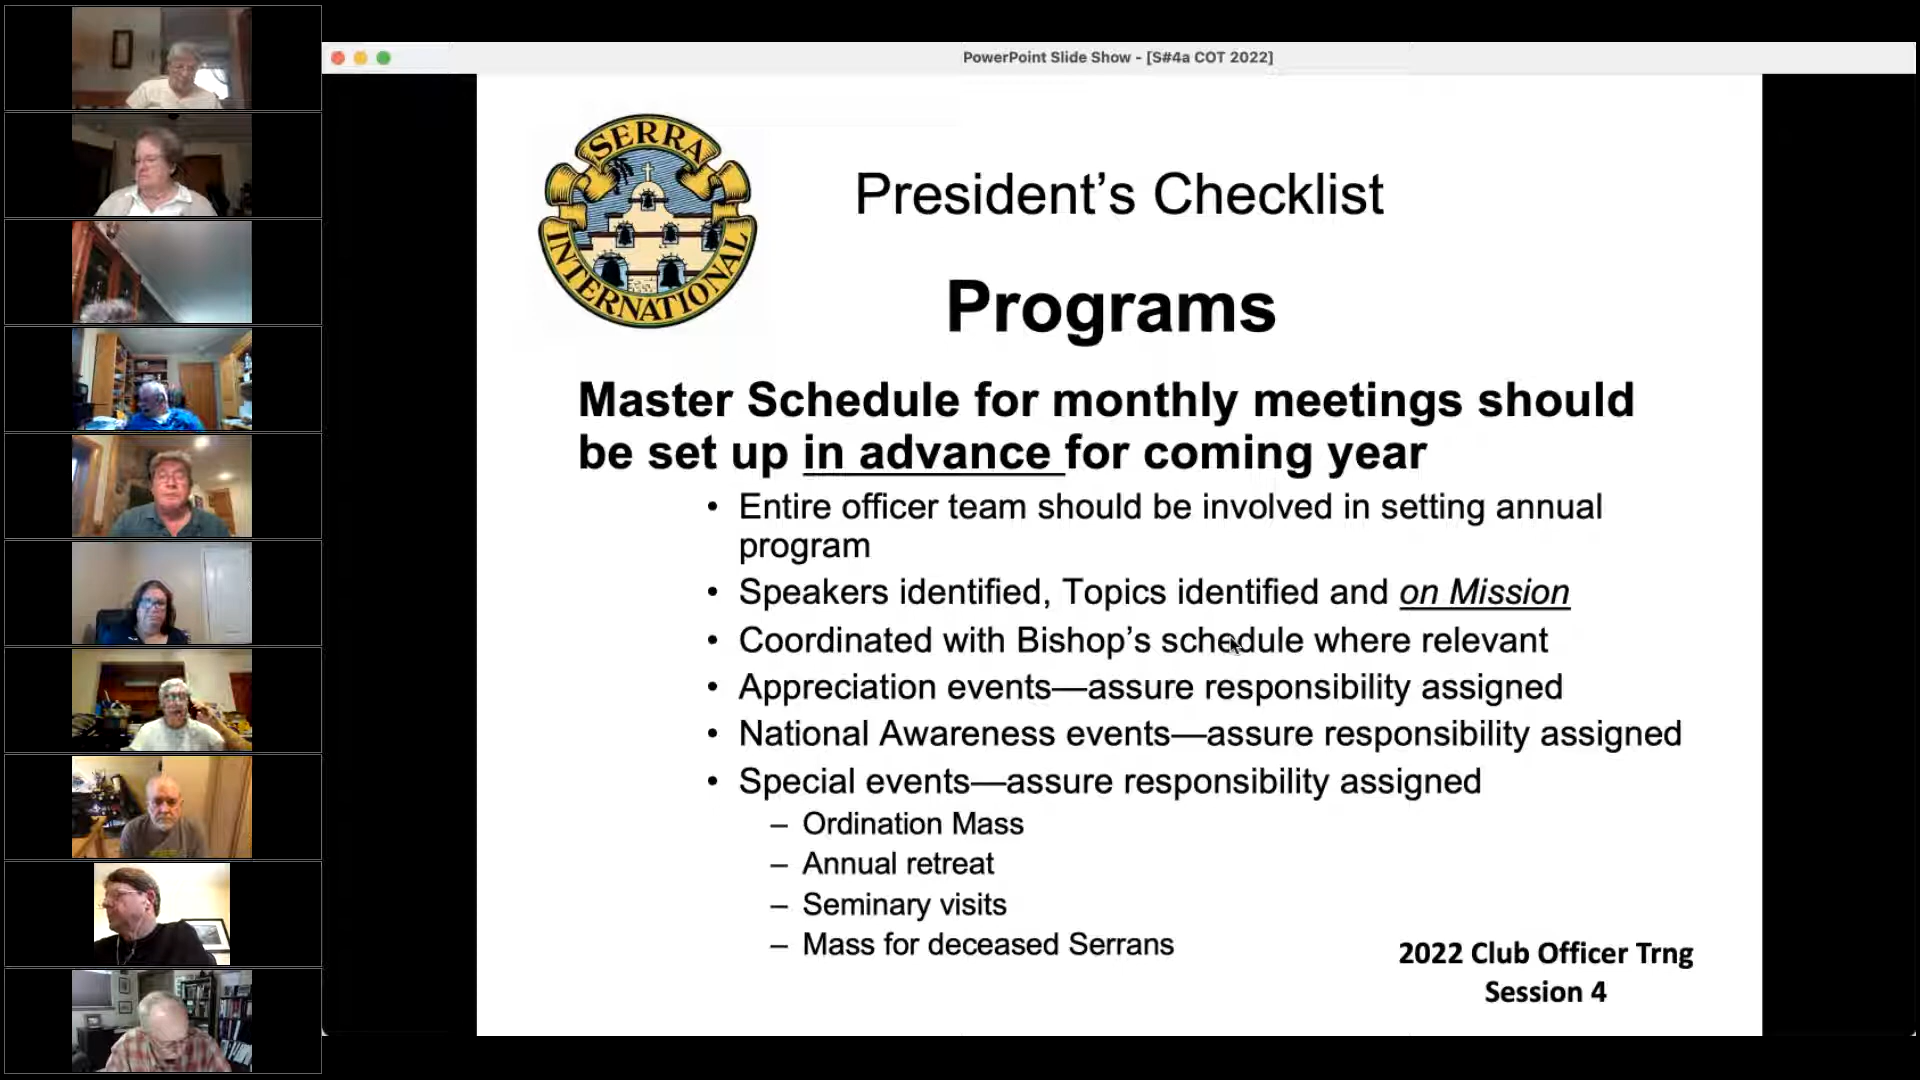 PowerPoint Slide Show - [S#4a COT 2022]
SERRA
INTERNATIONAL
President’s Checklist
Programs
Master Schedule for monthly meetings should
be set up in advance for coming year
• Entire officer team should be involved in setting annual
program
• Speakers identified, Topics identified and on Mission
• Coordinated with Bishop’s schedule where relevant
• Appreciation events—assure responsibility assigned
• National Awareness events—assure responsibility assigned
• Special events—assure responsibility assigned
– Ordination Mass
– Annual retreat
– Seminary visits
– Mass for deceased Serrans
2022 Club Officer Trng
Session 4